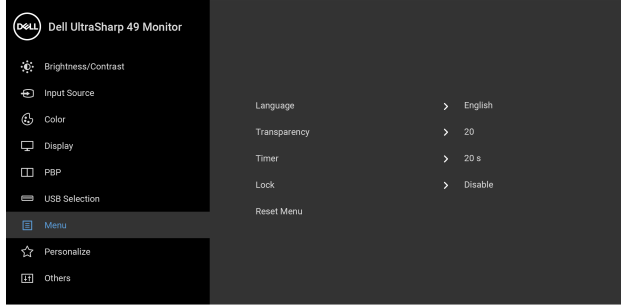 DELL Dell UltraSharp 49 Monitor
Brightness/Contrast
Input Source
Color
Display
PBP
USB Selection
Menu
Personalize
Others
Language > English
Transparency > 20
Timer > 20 s
Lock > Disable
Reset Menu